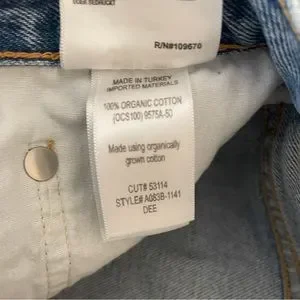 R/N#109670
MADE IN TURKEY
IMPORTED MATERIALS
100% ORGANIC COTTON
(OCS100) 9575A-50
Made using organically
grown cotton
CUT# 53114
STYLE# A083B-1141
DEE